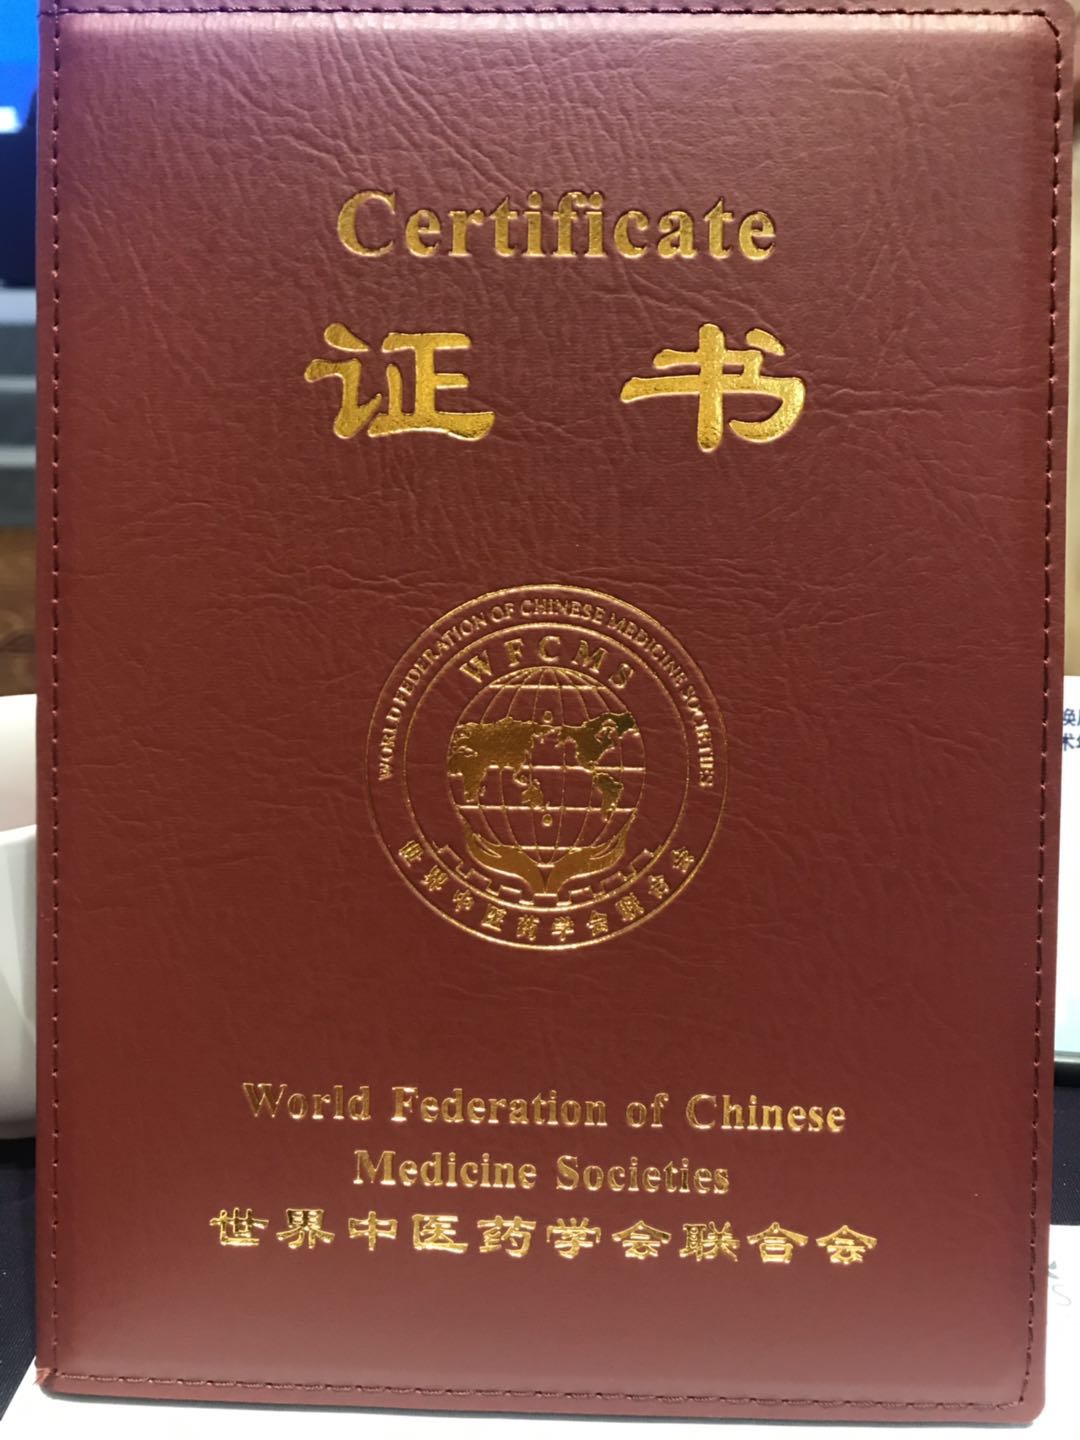 Certificate
证书
WORLD FEDERATION OF CHINESE MEDICINE SOCIETIES
WFCMS
世界中医药学会联合会
World Federation of Chinese
Medicine Societies
世界中医药学会联合会